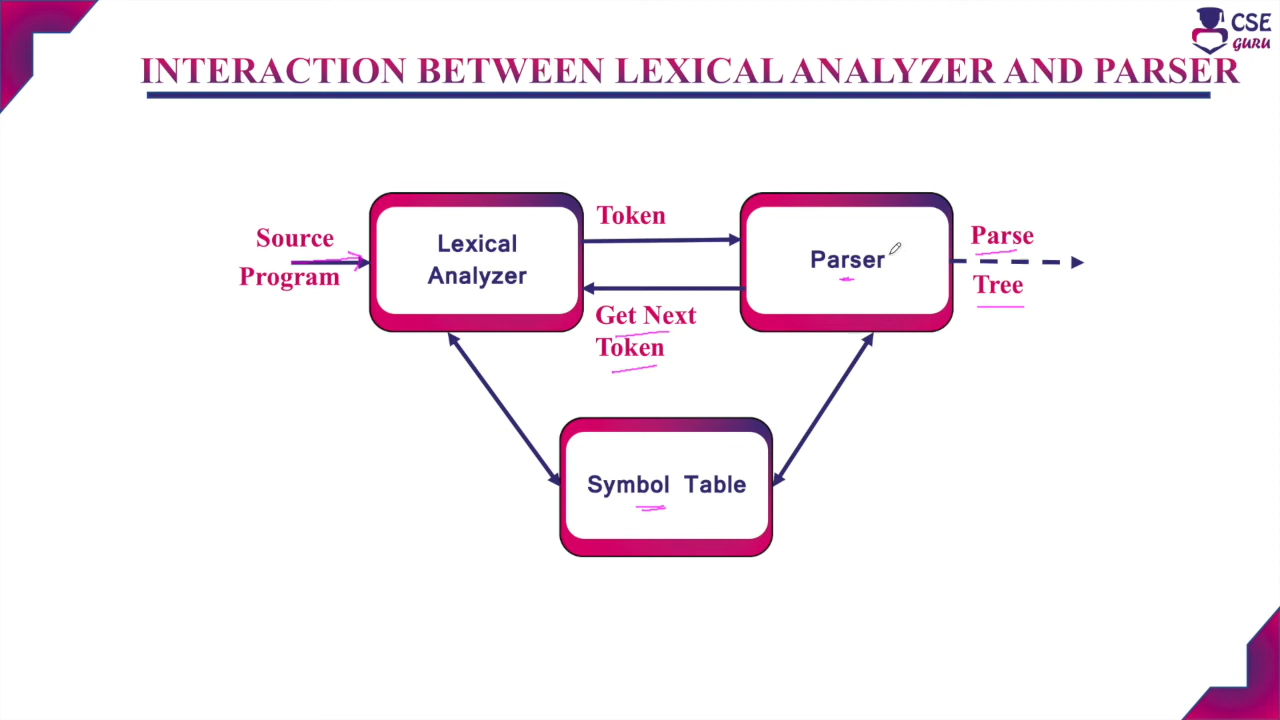 CSE
GURU
INTERACTION BETWEEN LEXICAL ANALYZER AND PARSER
Source
Program
Lexical
Analyzer
Token
Get Next
Token
Parser
Parse
Tree
Symbol Table